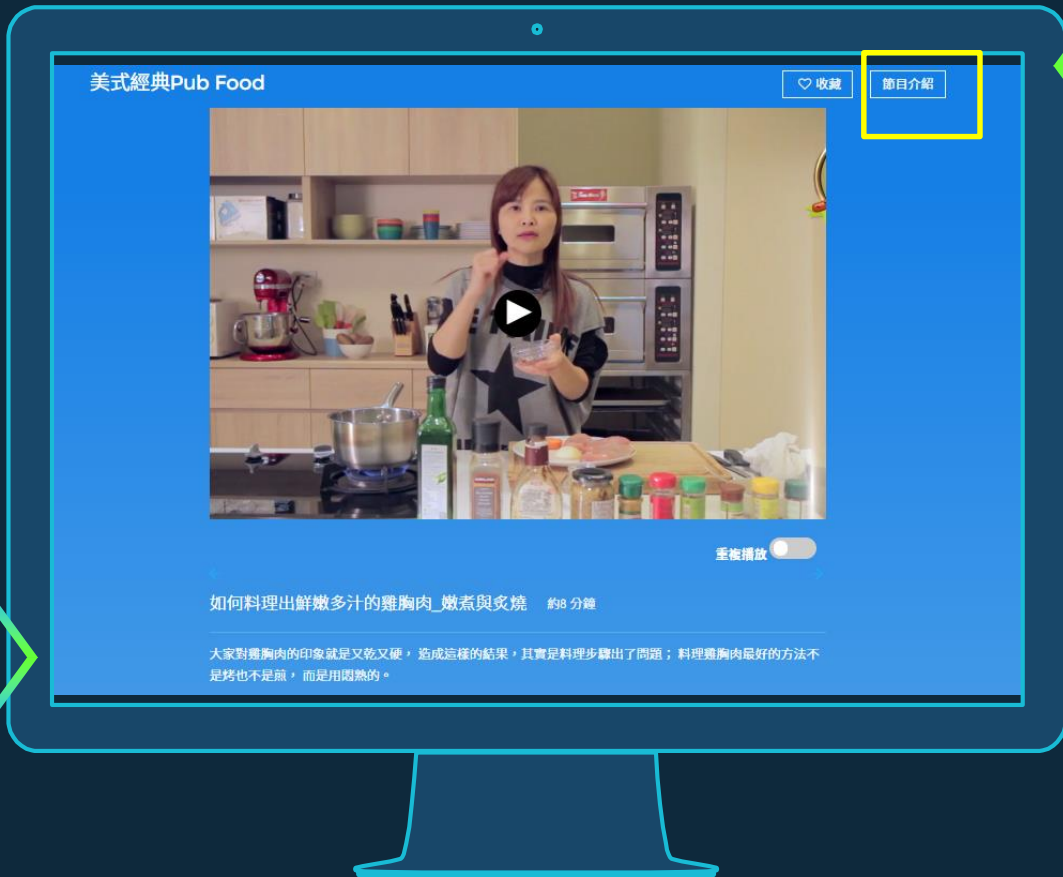 美式經典Pub Food
♡ 收藏
節目介紹
重複播放
如何料理出鮮嫩多汁的雞胸肉_嫩煮與炙燒 約8 分鐘
大家對雞胸肉的印象就是又乾又硬， 造成這樣的結果，其實是料理步驟出了問題； 料理雞胸肉最好的方法不
是烤也不是煎， 而是用悶熟的。